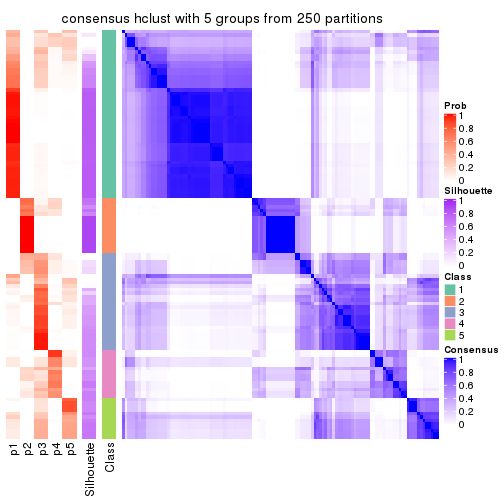 consensus hclust with 5 groups from 250 partitions
Prob
1
0.8
0.6
0.4
0.2
0
Silhouette
1
0.8
0.6
0.4
0.2
0
Class
1
2
3
4
5
Consensus
1
0.8
0.6
0.4
0.2
0
p1
p2
p3
p4
p5
Silhouette
Class